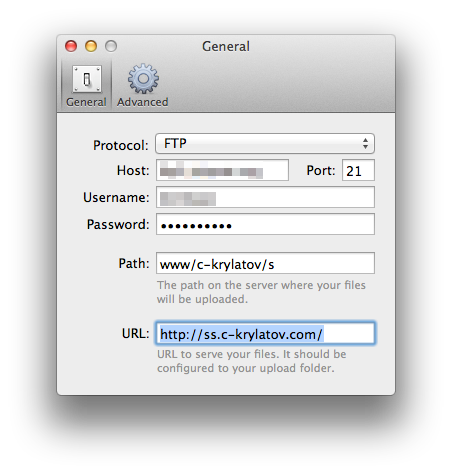 General
General Advanced
Protocol: FTP
Host: Port: 21
Username:
Password: ••••••••••
Path: www/c-krylatov/s
The path on the server where your files
will be uploaded.
URL: http://ss.c-krylatov.com/
URL to serve your files. It should be
configured to your upload folder.